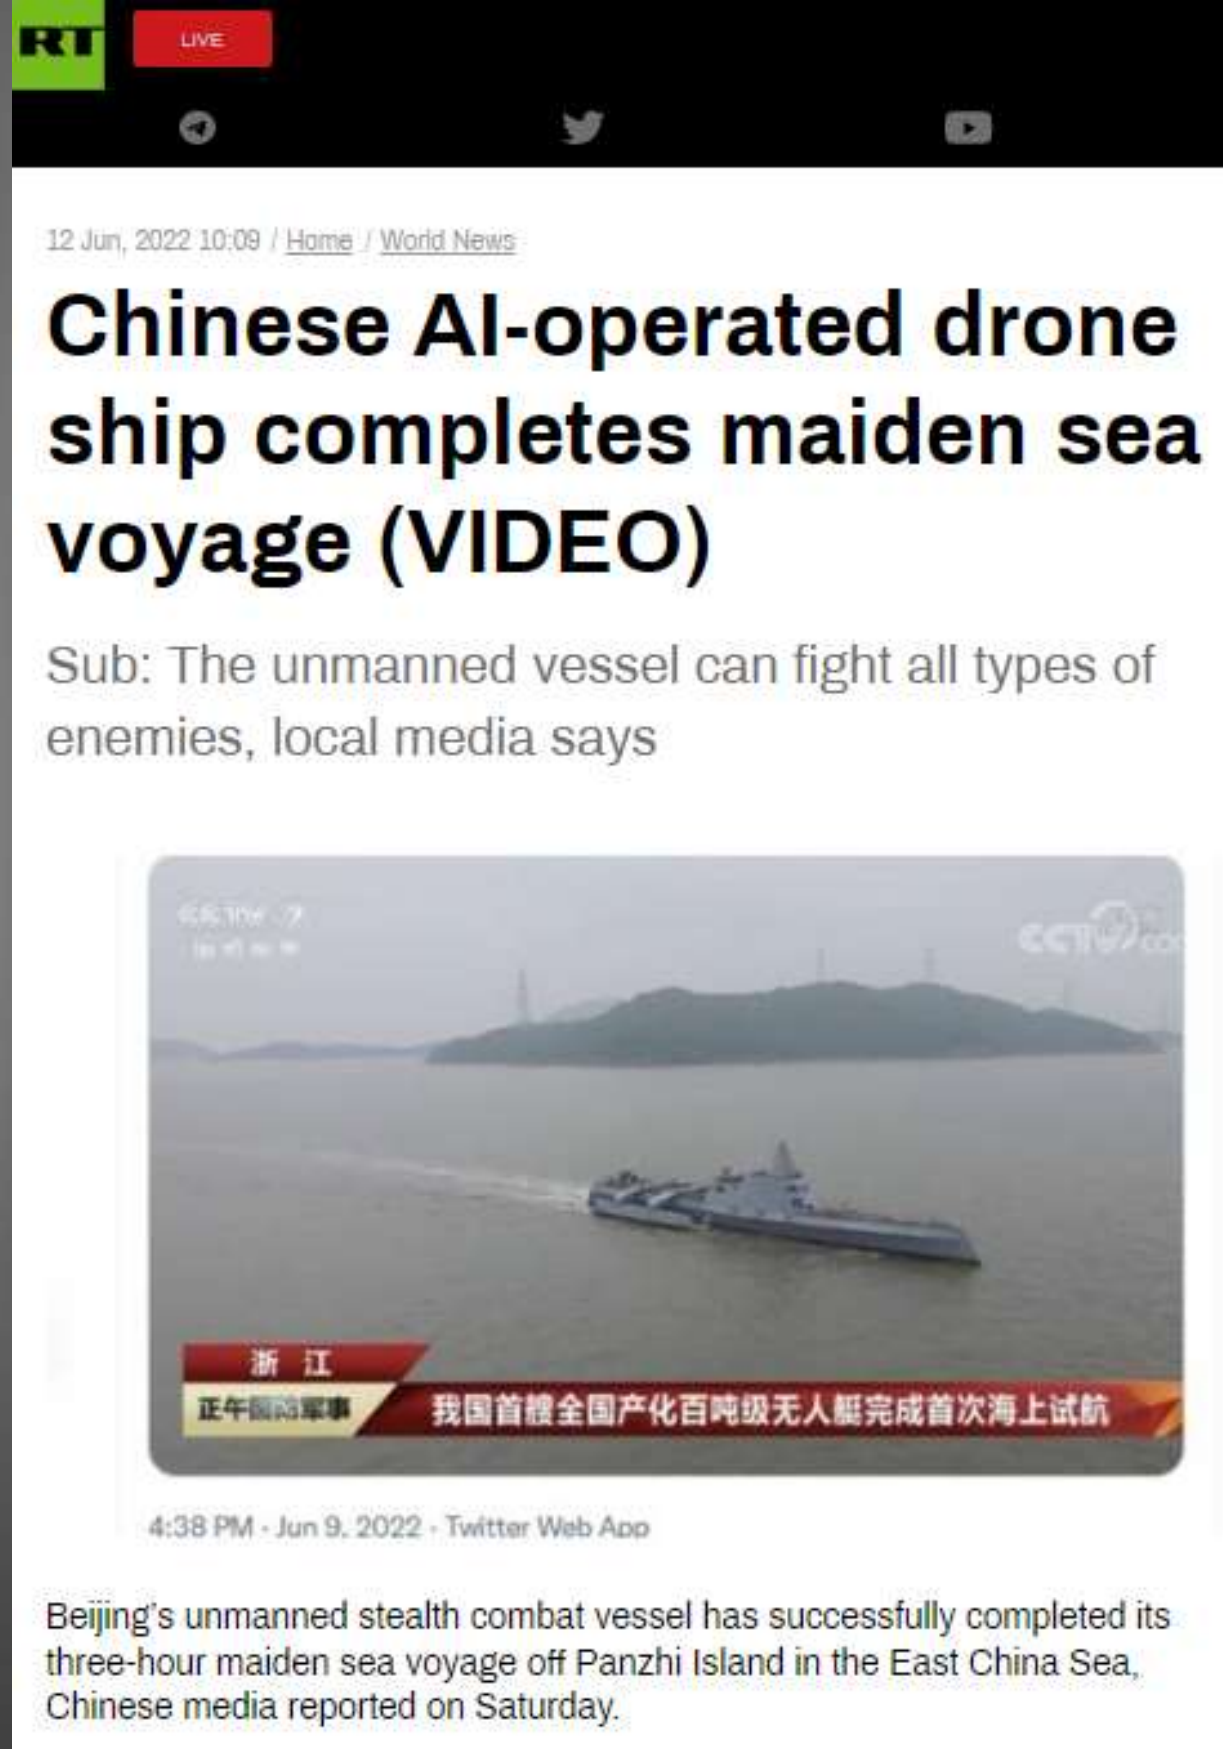 RT
LIVE
12 Jun, 2022 10:09 / Home / World News
Chinese AI-operated drone
ship completes maiden sea
voyage (VIDEO)
Sub: The unmanned vessel can fight all types of
enemies, local media says
CCTV
浙江
正午国防军事
我国首艘全国产化百吨级无人艇完成首次海上试航
4:38 PM · Jun 9, 2022 · Twitter Web App
Beijing's unmanned stealth combat vessel has successfully completed its
three-hour maiden sea voyage off Panzhi Island in the East China Sea,
Chinese media reported on Saturday.